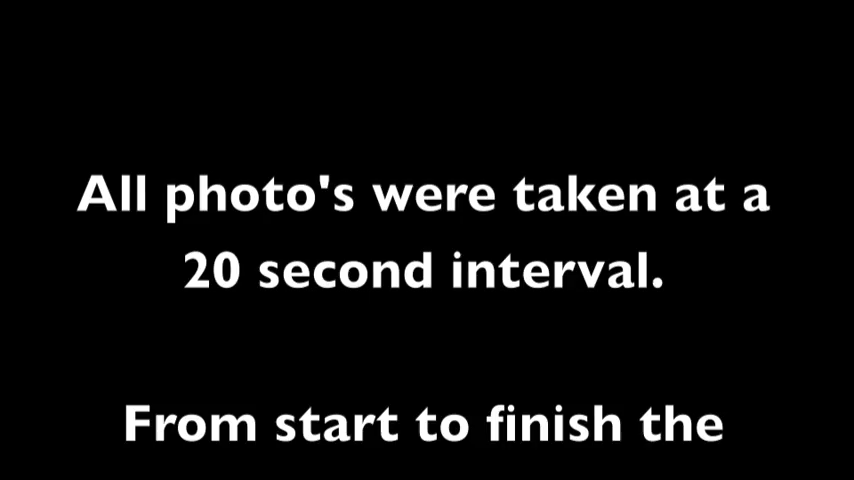 All photo's were taken at a
20 second interval.
From start to finish the